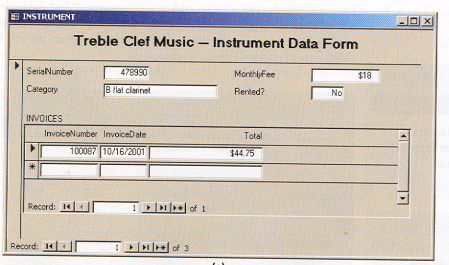 INSTRUMENT
Treble Clef Music — Instrument Data Form
SerialNumber 478990 MonthlyFee $18
Category B flat clarinet Rented? No
INVOICES
InvoiceNumber InvoiceDate Total
100087 10/16/2001 $44.75
Record: 1 of 1
Record: 1 of 3